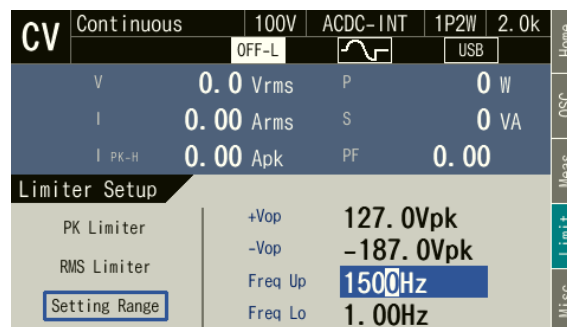 CV Continuous 100V ACDC-INT 1P2W 2.0k
OFF-L USB
V 0.0 Vrms P 0 W
I 0.00 Arms S 0 VA
I PK-H 0.00 Apk PF 0.00
Limiter Setup
PK Limiter
RMS Limiter
Setting Range
+Vop 127.0Vpk
-Vop -187.0Vpk
Freq Up 1500Hz
Freq Lo 1.00Hz
Home
OSC
Meas
Limit
Misc